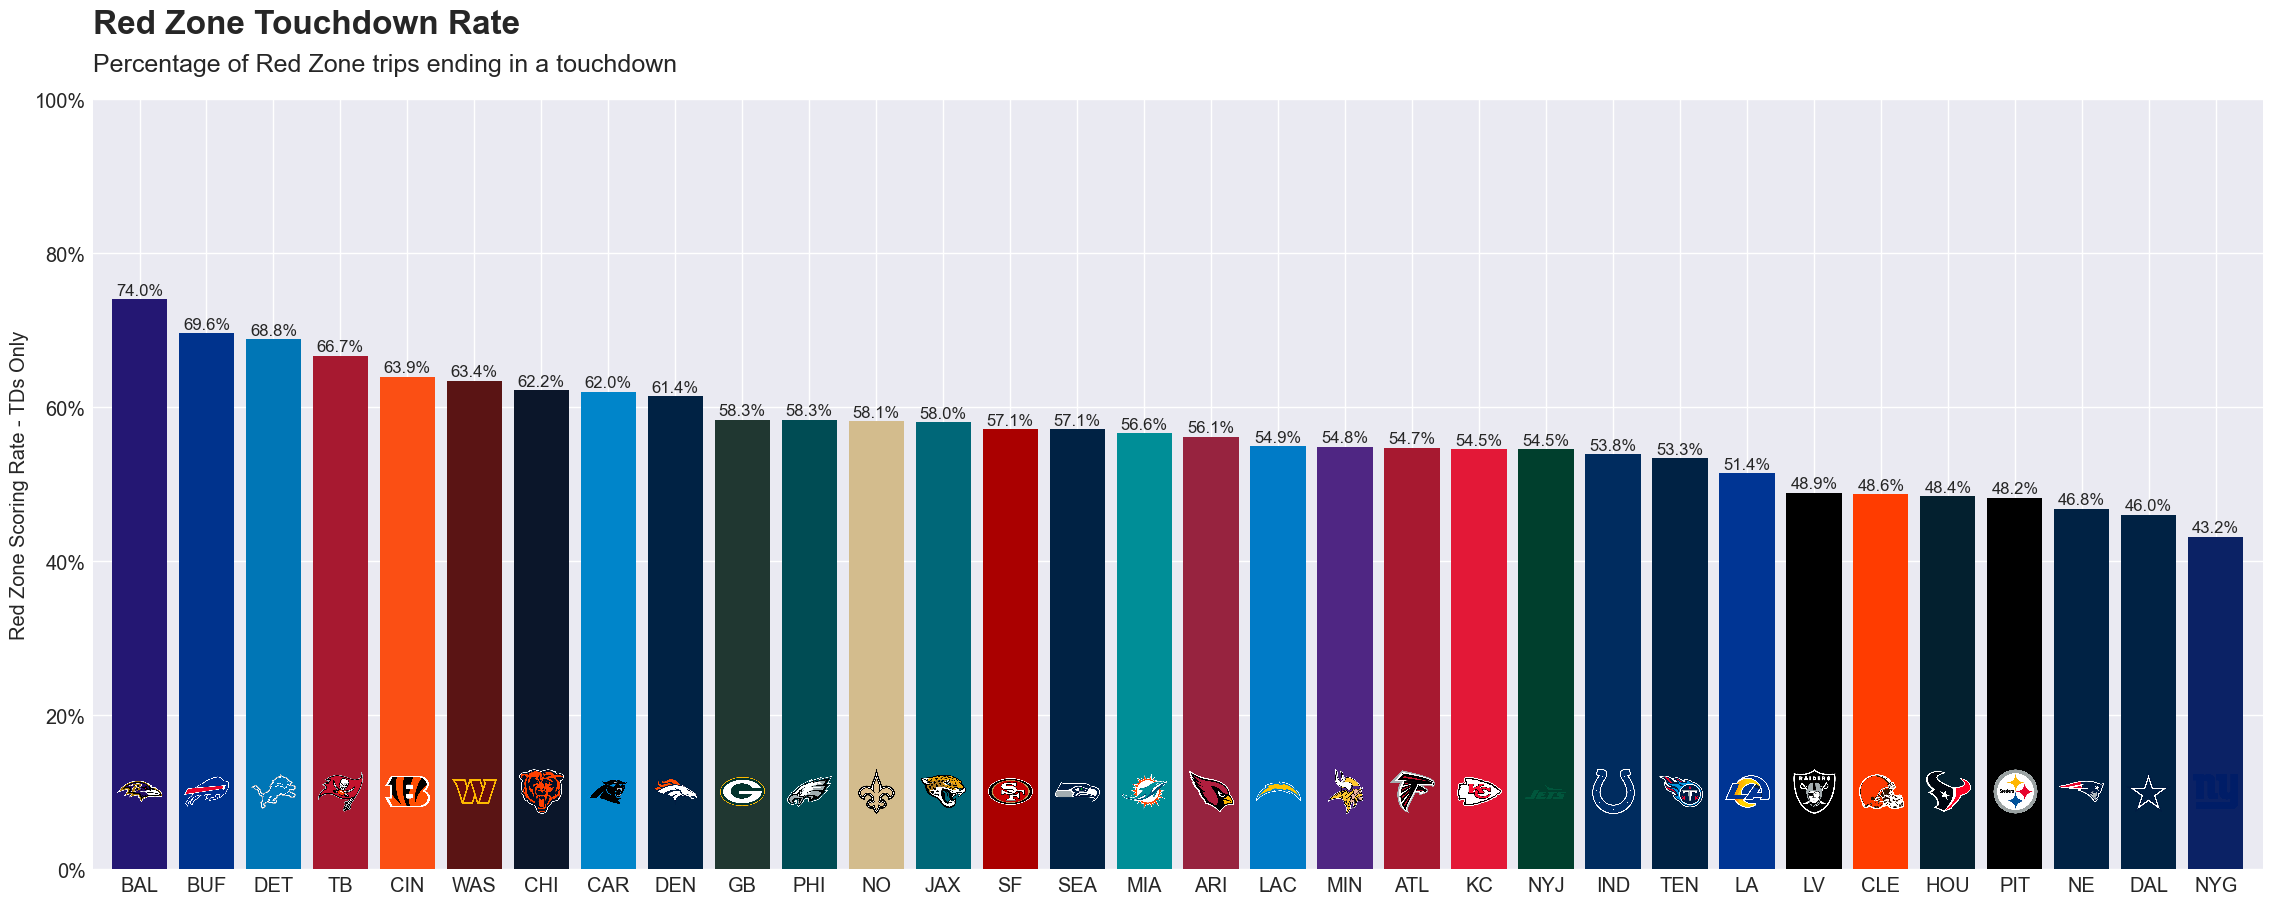 Red Zone Touchdown Rate
Percentage of Red Zone trips ending in a touchdown
Red Zone Scoring Rate - TDs Only
100%
80%
60%
40%
20%
0%
74.0% 69.6% 68.8% 66.7% 63.9% 63.4% 62.2% 62.0% 61.4% 58.3% 58.3% 58.1% 58.0% 57.1% 57.1% 56.6% 56.1% 54.9% 54.8% 54.7% 54.5% 54.5% 53.8% 53.3% 51.4% 48.9% 48.6% 48.4% 48.2% 46.8% 46.0% 43.2%
W G SF KC JETS T RAIDERS Steelers ny
BAL BUF DET TB CIN WAS CHI CAR DEN GB PHI NO JAX SF SEA MIA ARI LAC MIN ATL KC NYJ IND TEN LA LV CLE HOU PIT NE DAL NYG